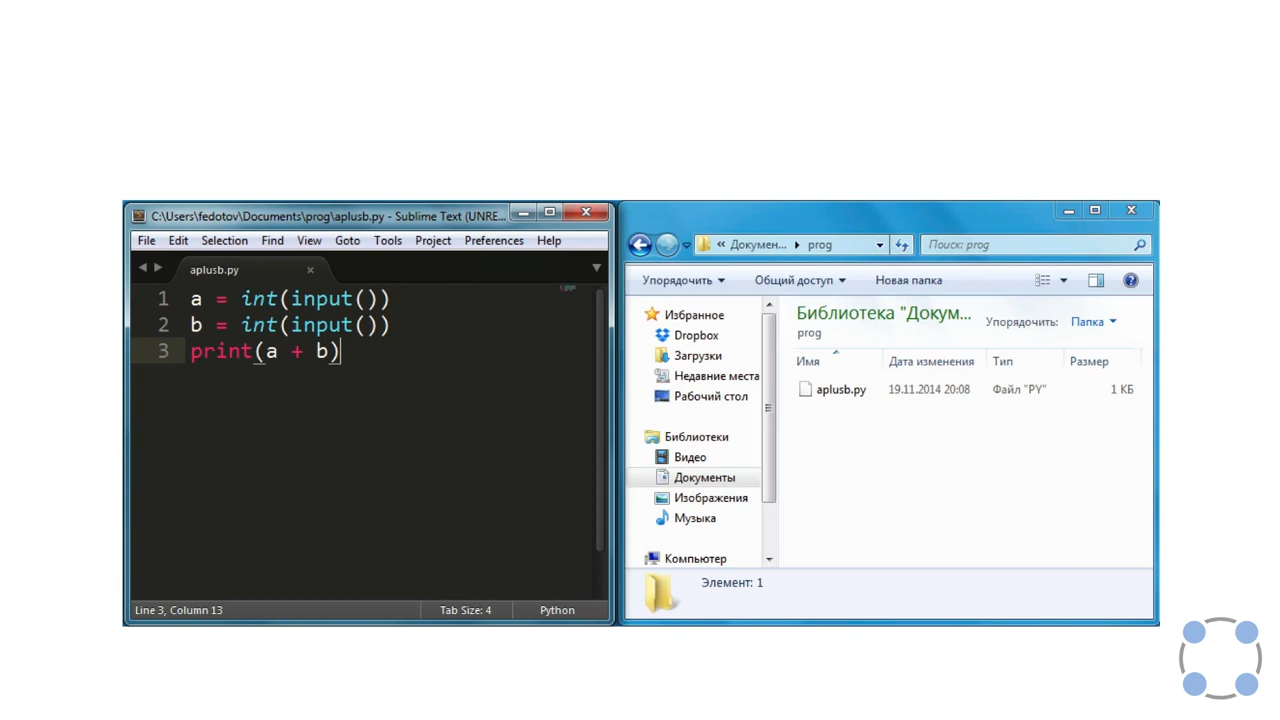 C:\Users\fedotov\Documents\prog\aplusb.py - Sublime Text (UNRE...
File Edit Selection Find View Goto Tools Project Preferences Help
aplusb.py
1 a = int(input())
2 b = int(input())
3 print(a + b)
Line 3, Column 13 Tab Size: 4 Python
« Докумен... prog
Поиск: prog
Упорядочить Общий доступ Новая папка
Избранное
Dropbox
Загрузки
Недавние места
Рабочий стол
Библиотеки
Видео
Документы
Изображения
Музыка
Компьютер
Библиотека "Докум...
prog
Упорядочить: Папка
Имя Дата изменения Тип Размер
aplusb.py 19.11.2014 20:08 Файл "PY" 1 КБ
Элемент: 1